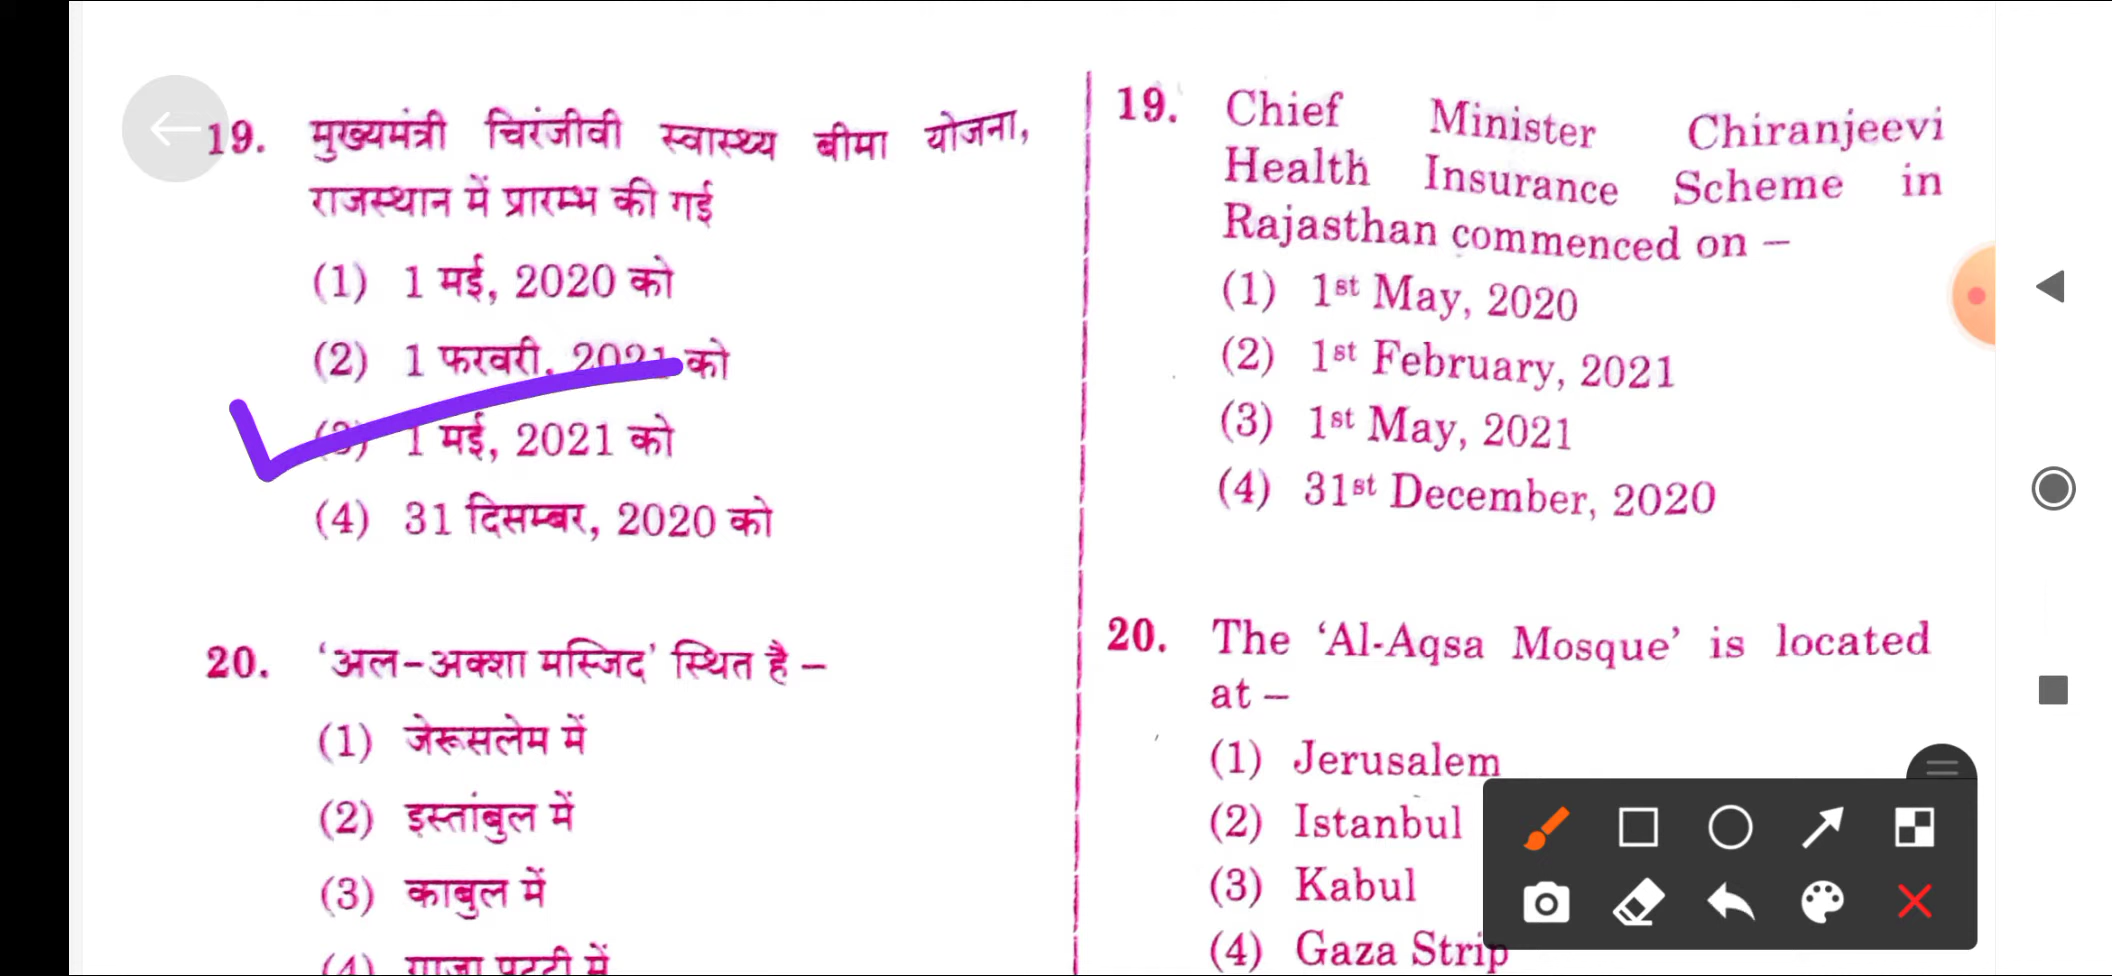 19. मुख्यमंत्री चिरंजीवी स्वास्थ्य बीमा योजना,
राजस्थान में प्रारम्भ की गई
(1) 1 मई, 2020 को
(2) 1 फरवरी, 2021 को
(3) 1 मई, 2021 को
(4) 31 दिसम्बर, 2020 को
20. ‘अल-अक्शा मस्जिद’ स्थित है –
(1) जेरूसलेम में
(2) इस्तांबुल में
(3) काबुल में
(4) गाजा पट्टी में
19. Chief Minister Chiranjeevi
Health Insurance Scheme in
Rajasthan commenced on –
(1) 1st May, 2020
(2) 1st February, 2021
(3) 1st May, 2021
(4) 31st December, 2020
20. The ‘Al-Aqsa Mosque’ is located
at –
(1) Jerusalem
(2) Istanbul
(3) Kabul
(4) Gaza Strip